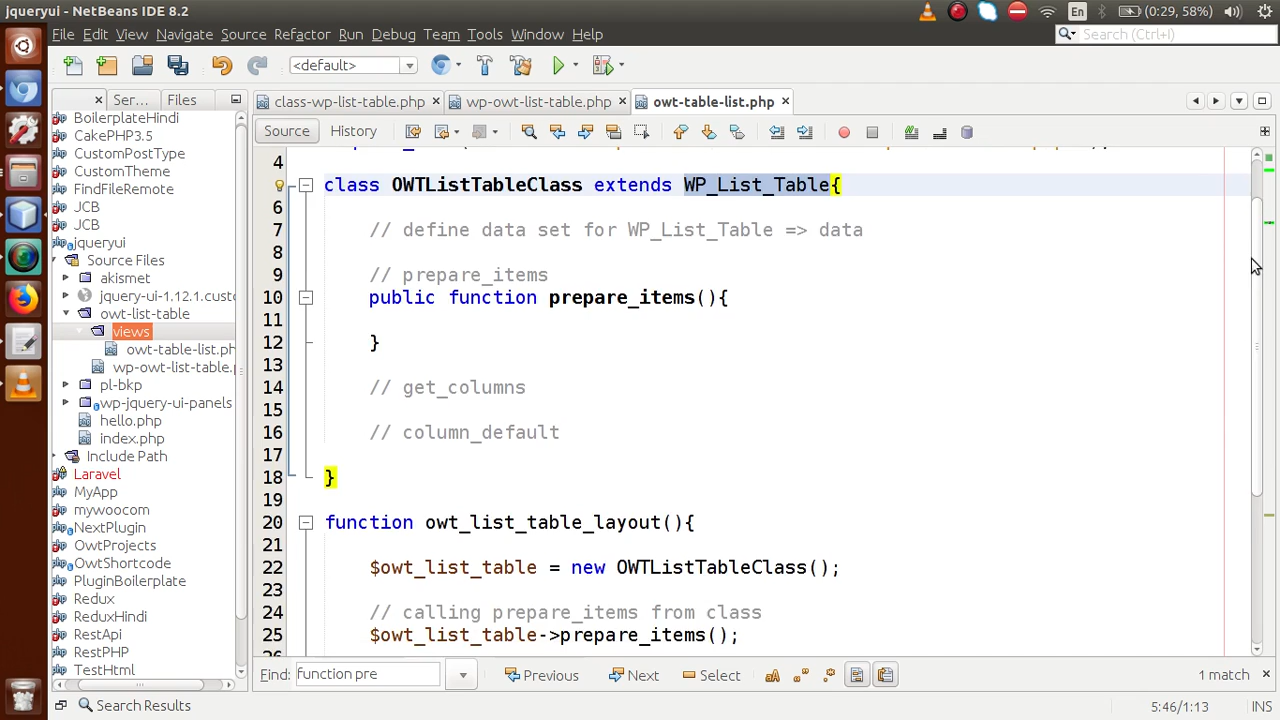 jqueryui - NetBeans IDE 8.2
En
(0:29, 58%)
File Edit View Navigate Source Refactor Run Debug Team Tools Window Help
Search (Ctrl+I)
<default>
Ser... Files
class-wp-list-table.php
wp-owt-list-table.php
owt-table-list.php
Source History
BoilerplateHindi
CakePHP3.5
CustomPostType
CustomTheme
FindFileRemote
JCB
JCB
jqueryui
Source Files
akismet
jquery-ui-1.12.1.custo
owt-list-table
views
owt-table-list.ph
wp-owt-list-table.
pl-bkp
wp-jquery-ui-panels
hello.php
index.php
Include Path
Laravel
MyApp
mywoocom
NextPlugin
OwtProjects
OwtShortcode
PluginBoilerplate
Redux
ReduxHindi
RestApi
RestPHP
TestHtml
4
5 class OWTListTableClass extends WP_List_Table{
6
7 // define data set for WP_List_Table => data
8
9 // prepare_items
10 public function prepare_items(){
11
12 }
13
14 // get_columns
15
16 // column_default
17
18 }
19
20 function owt_list_table_layout(){
21
22 $owt_list_table = new OWTListTableClass();
23
24 // calling prepare_items from class
25 $owt_list_table->prepare_items();
Find: function pre
Previous Next Select
1 match
Search Results
5:46/1:13 INS